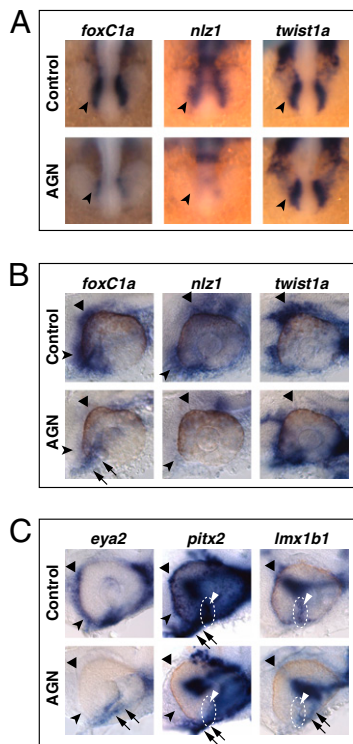 A
foxC1a nlz1 twist1a
Control
AGN
B
foxC1a nlz1 twist1a
Control
AGN
C
eya2 pitx2 lmx1b1
Control
AGN